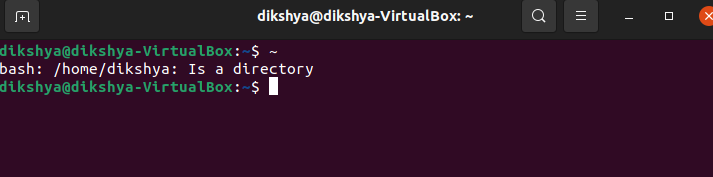 dikshya@dikshya-VirtualBox: ~
dikshya@dikshya-VirtualBox:~$ ~
bash: /home/dikshya: Is a directory
dikshya@dikshya-VirtualBox:~$